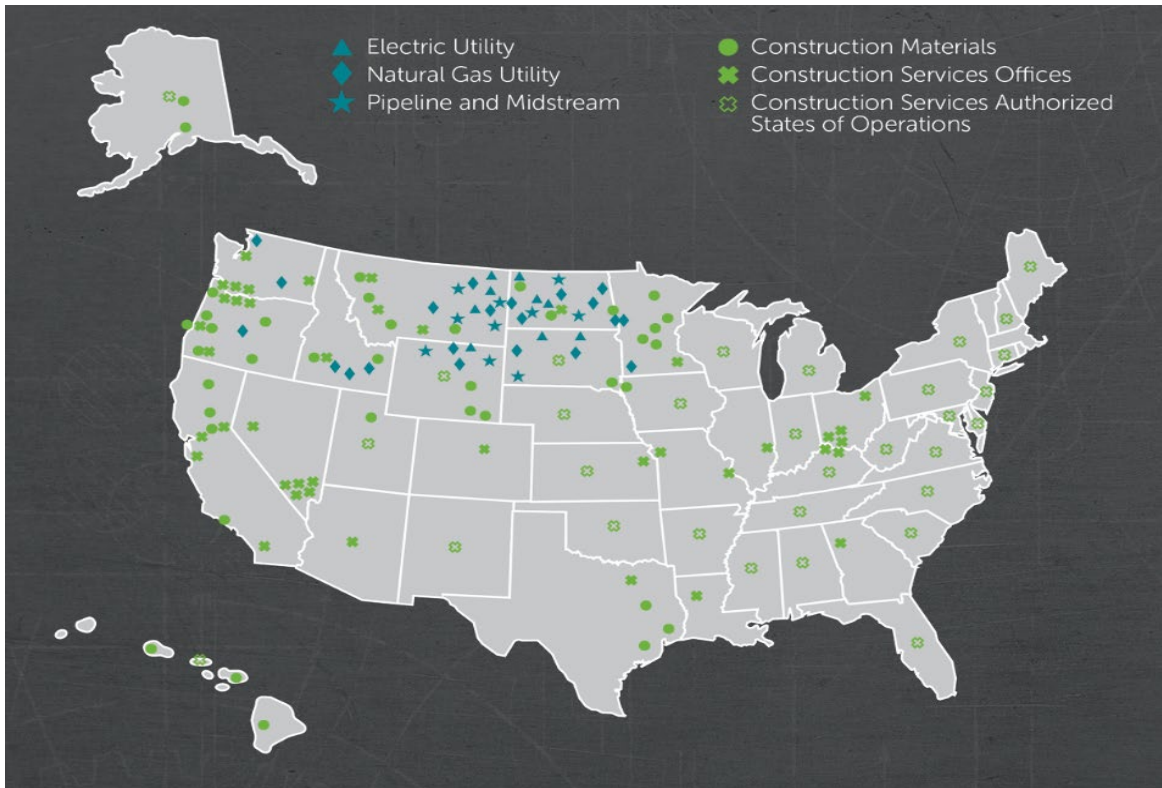 Electric Utility
Natural Gas Utility
Pipeline and Midstream
Construction Materials
Construction Services Offices
Construction Services Authorized
States of Operations